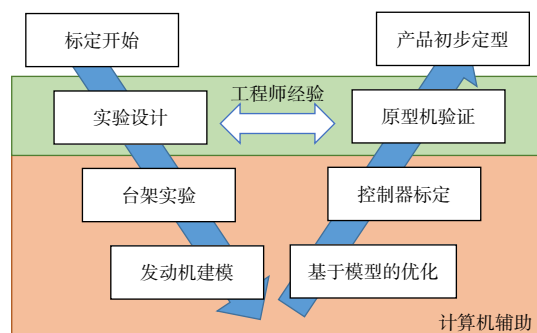 标定开始
产品初步定型
工程师经验
实验设计
原型机验证
台架实验
控制器标定
发动机建模
基于模型的优化
计算机辅助